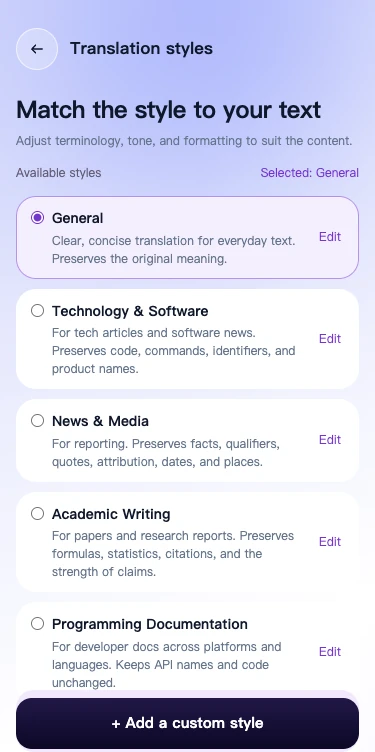 Translation styles
Match the style to your text
Adjust terminology, tone, and formatting to suit the content.
Available styles
Selected: General
General
Clear, concise translation for everyday text.
Preserves the original meaning.
Edit
Technology & Software
For tech articles and software news.
Preserves code, commands, identifiers, and
product names.
Edit
News & Media
For reporting. Preserves facts, qualifiers,
quotes, attribution, dates, and places.
Edit
Academic Writing
For papers and research reports. Preserves
formulas, statistics, citations, and the
strength of claims.
Edit
Programming Documentation
For developer docs across platforms and
languages. Keeps API names and code
unchanged.
Edit
+ Add a custom style